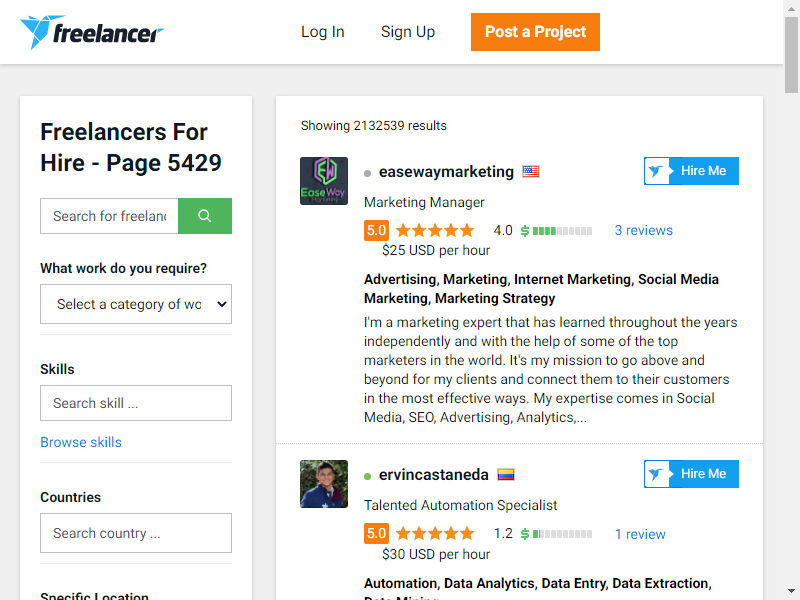 freelancer
Log In
Sign Up
Post a Project
Freelancers For
Hire - Page 5429
Search for freelanc
What work do you require?
Select a category of wo
Skills
Search skill ...
Browse skills
Countries
Search country ...
Specific Location
Showing 2132539 results
EW
EaseWay
easewaymarketing
Hire Me
Marketing Manager
5.0
4.0
$
3 reviews
$25 USD per hour
Advertising, Marketing, Internet Marketing, Social Media
Marketing, Marketing Strategy
I'm a marketing expert that has learned throughout the years
independently and with the help of some of the top
marketers in the world. It's my mission to go above and
beyond for my clients and connect them to their customers
in the most effective ways. My expertise comes in Social
Media, SEO, Advertising, Analytics,...
ervincastaneda
Hire Me
Talented Automation Specialist
5.0
1.2
$
1 review
$30 USD per hour
Automation, Data Analytics, Data Entry, Data Extraction,
Data Mining